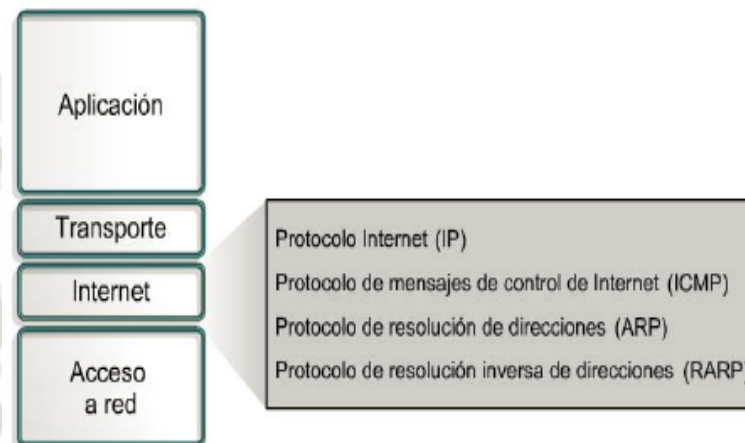 Aplicación
Transporte
Internet
Acceso
a red
Protocolo Internet (IP)
Protocolo de mensajes de control de Internet (ICMP)
Protocolo de resolución de direcciones (ARP)
Protocolo de resolución inversa de direcciones (RARP)